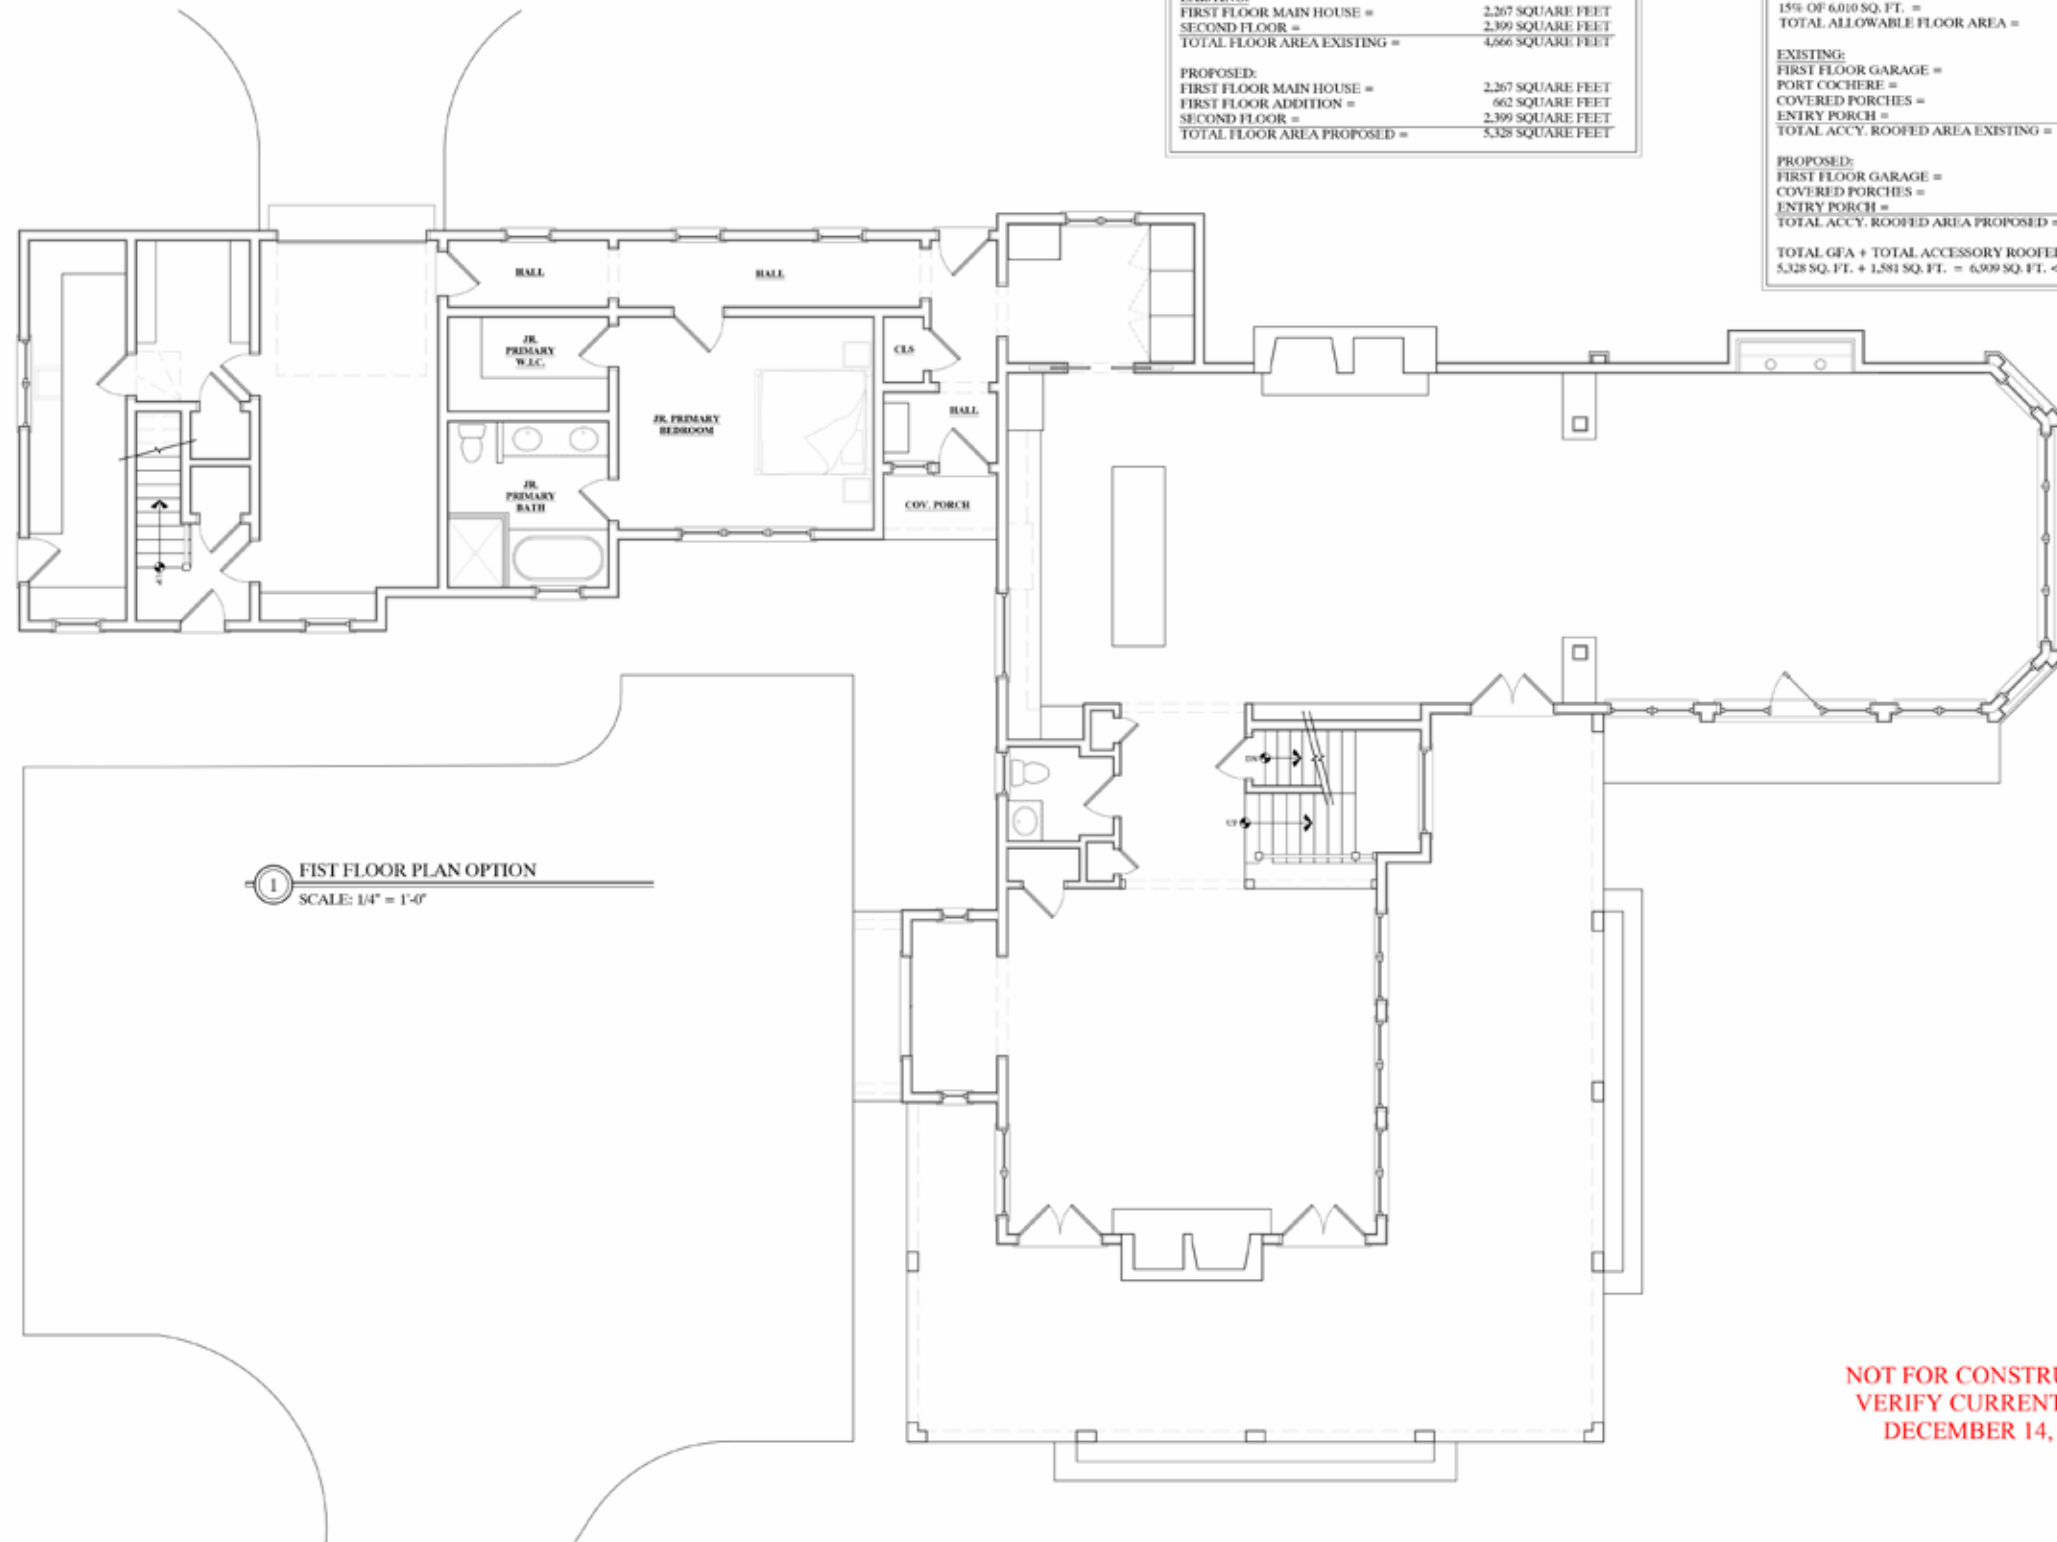 FIRST FLOOR MAIN HOUSE = 2,267 SQUARE FEET
SECOND FLOOR = 2,399 SQUARE FEET
TOTAL FLOOR AREA EXISTING = 4,666 SQUARE FEET
PROPOSED:
FIRST FLOOR MAIN HOUSE = 2,267 SQUARE FEET
FIRST FLOOR ADDITION = 662 SQUARE FEET
SECOND FLOOR = 2,399 SQUARE FEET
TOTAL FLOOR AREA PROPOSED = 5,328 SQUARE FEET
15% OF 6,010 SQ. FT. =
TOTAL ALLOWABLE FLOOR AREA =
EXISTING:
FIRST FLOOR GARAGE =
PORT COCHERE =
COVERED PORCHES =
ENTRY PORCH =
TOTAL ACCY. ROOFED AREA EXISTING =
PROPOSED:
FIRST FLOOR GARAGE =
COVERED PORCHES =
ENTRY PORCH =
TOTAL ACCY. ROOFED AREA PROPOSED =
TOTAL GFA + TOTAL ACCESSORY ROOFE
5,328 SQ. FT. + 1,581 SQ. FT. = 6,909 SQ. FT. <
HALL
HALL
JR.
PRIMARY
W.I.C.
CLS
JR. PRIMARY
BEDROOM
HALL
JR.
PRIMARY
BATH
COV. PORCH
UP
DN
UP
1
FIST FLOOR PLAN OPTION
SCALE: 1/4" = 1'-0"
NOT FOR CONSTRU
VERIFY CURRENT
DECEMBER 14,